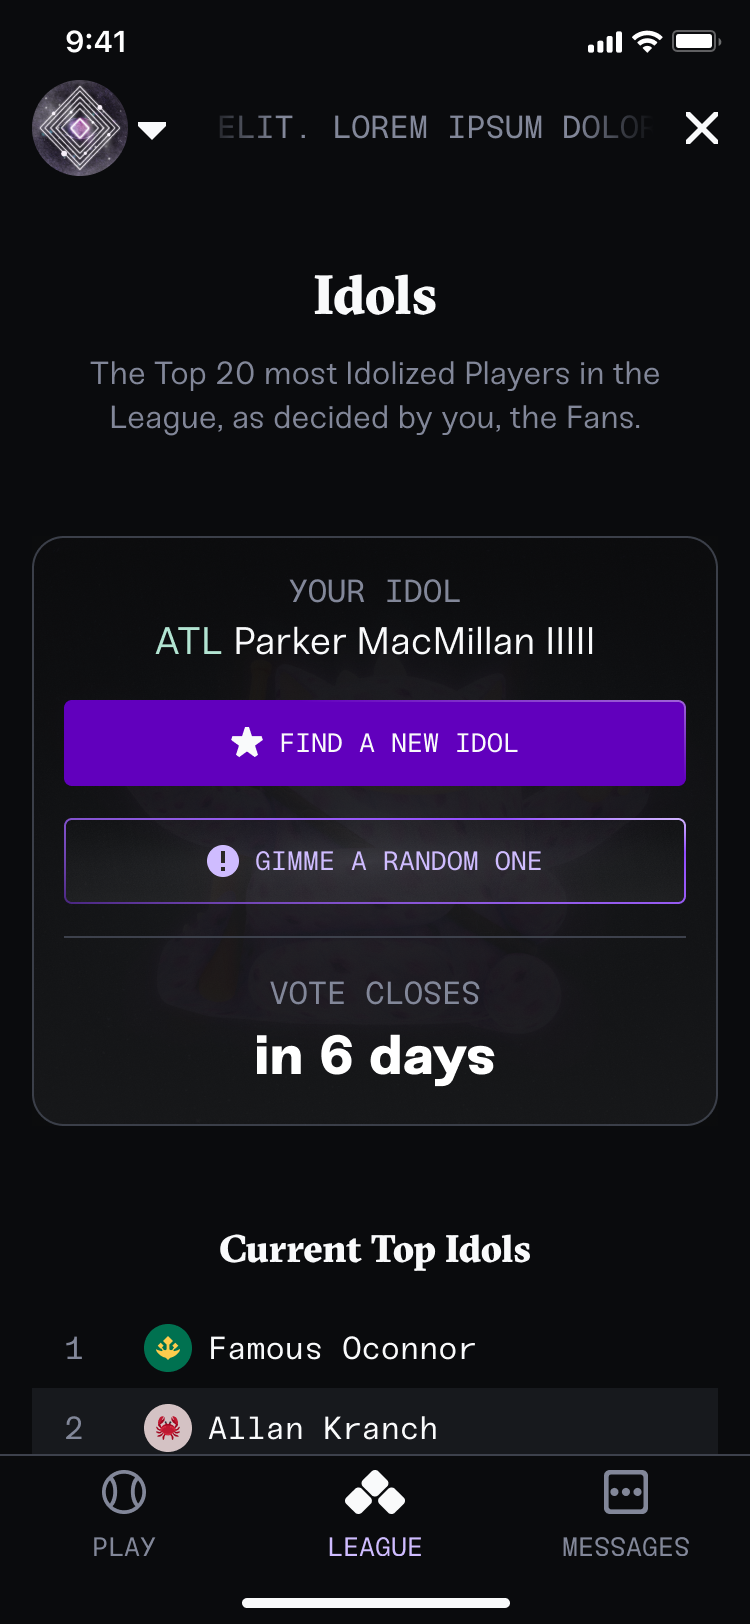 9:41
ELIT. LOREM IPSUM DOLOR
Idols
The Top 20 most Idolized Players in the
League, as decided by you, the Fans.
YOUR IDOL
ATL Parker MacMillan IIIII
FIND A NEW IDOL
GIMME A RANDOM ONE
VOTE CLOSES
in 6 days
Current Top Idols
1 Famous Oconnor
2 Allan Kranch
PLAY
LEAGUE
MESSAGES